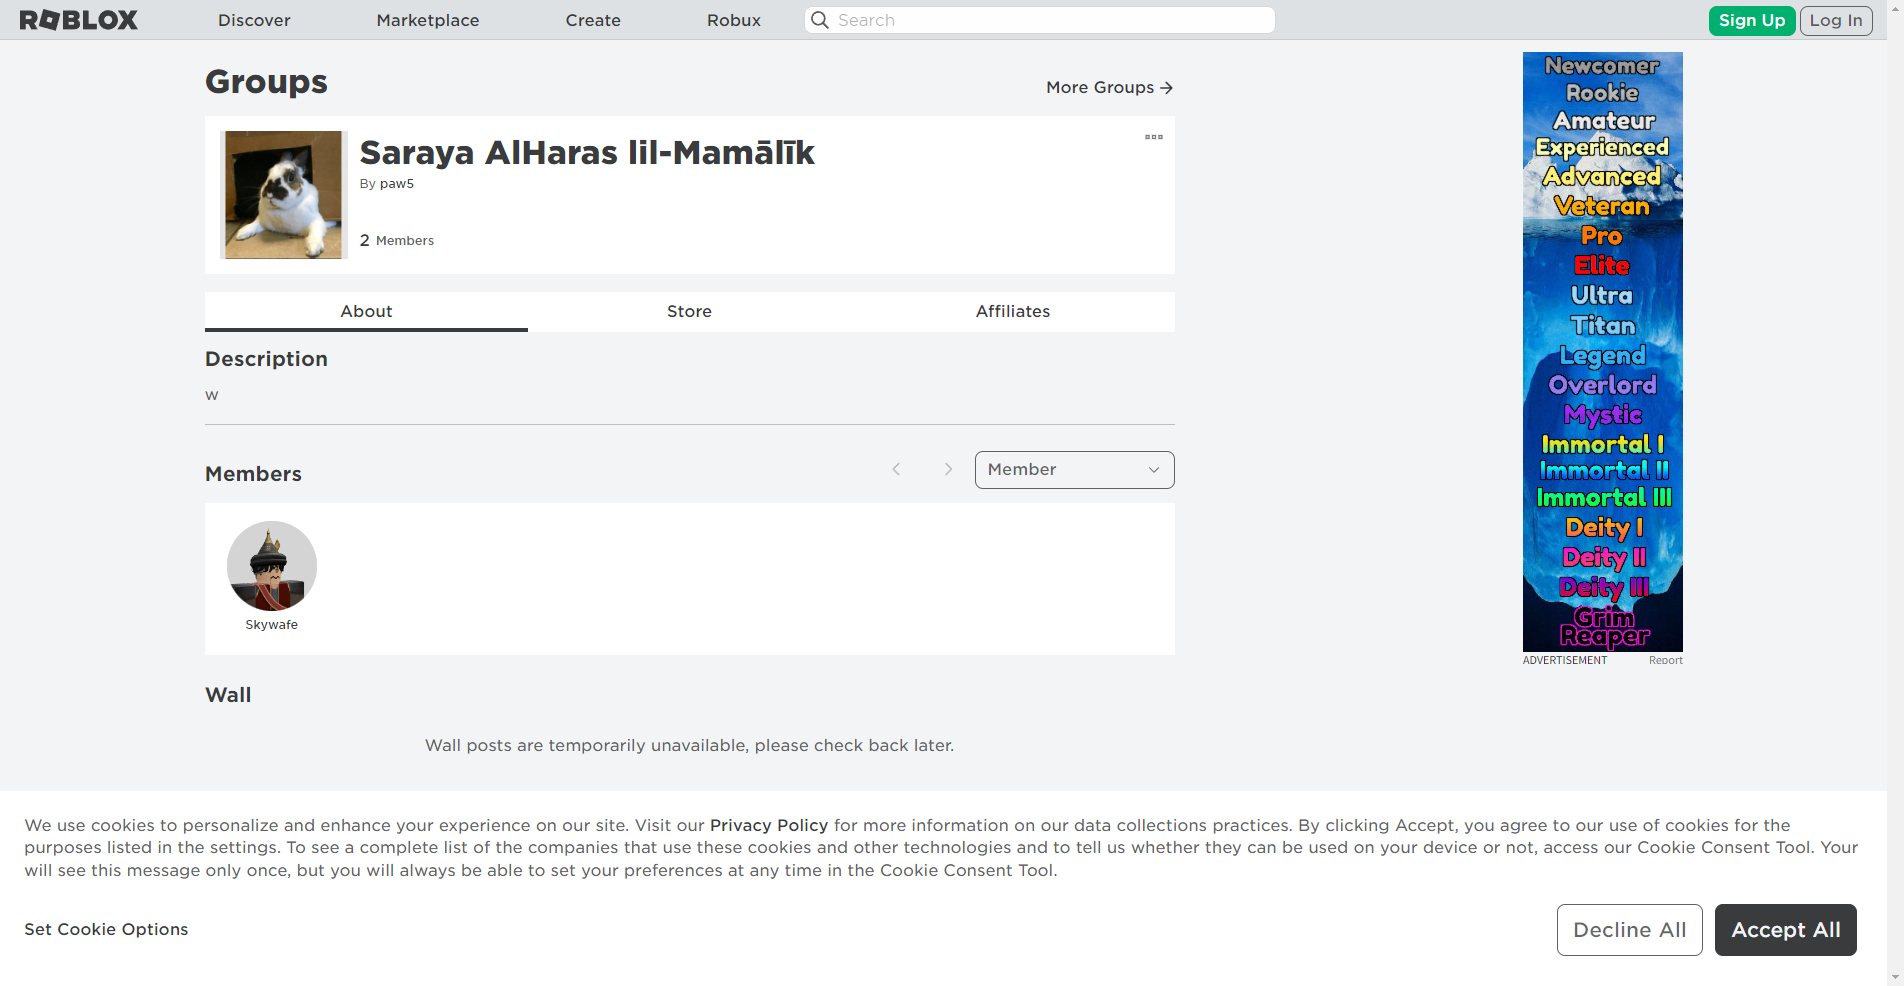 ROBLOX
Discover
Marketplace
Create
Robux
Search
Sign Up
Log In
Groups
More Groups
Saraya AlHaras lil-Mamālīk
By paw5
2 Members
About
Store
Affiliates
Description
w
Members
Member
Skywafe
Wall
Wall posts are temporarily unavailable, please check back later.
Newcomer
Rookie
Amateur
Experienced
Advanced
Veteran
Pro
Elite
Ultra
Titan
Legend
Overlord
Mystic
Immortal I
Immortal II
Immortal III
Deity I
Deity II
Deity III
Grim
Reaper
ADVERTISEMENT
Report
We use cookies to personalize and enhance your experience on our site. Visit our Privacy Policy for more information on our data collections practices. By clicking Accept, you agree to our use of cookies for the
purposes listed in the settings. To see a complete list of the companies that use these cookies and other technologies and to tell us whether they can be used on your device or not, access our Cookie Consent Tool. Your
will see this message only once, but you will always be able to set your preferences at any time in the Cookie Consent Tool.
Set Cookie Options
Decline All
Accept All